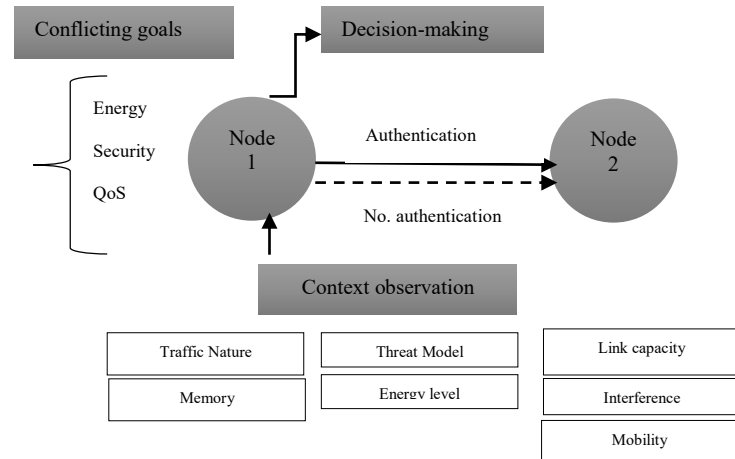 Conflicting goals
Decision-making
Energy
Security
QoS
Node
1
Authentication
No. authentication
Node
2
Context observation
Traffic Nature
Threat Model
Link capacity
Memory
Energy level
Interference
Mobility